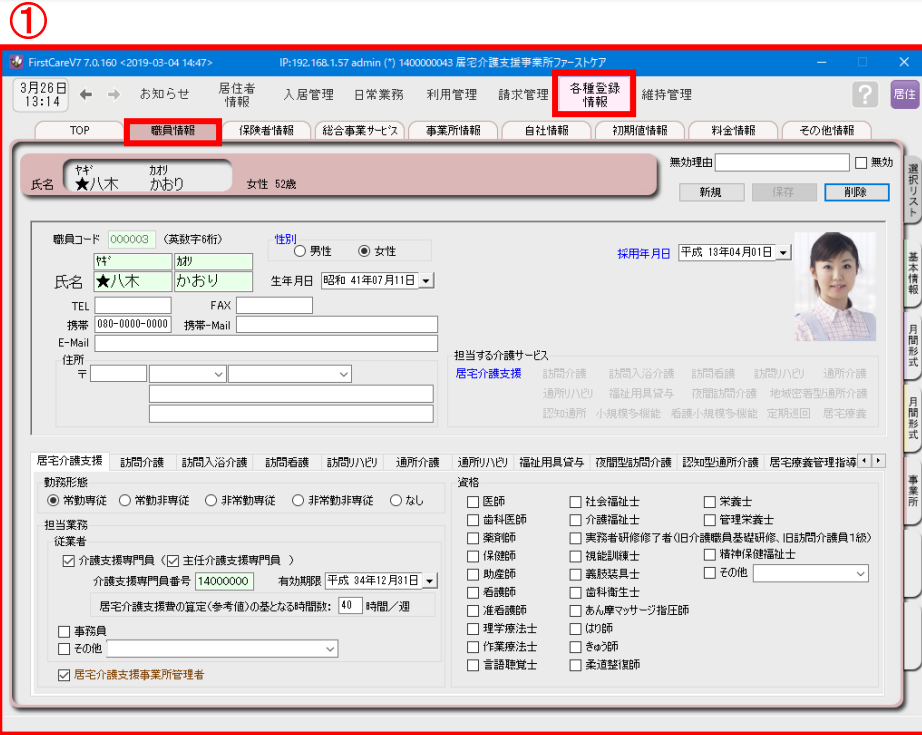 ①
FirstCareV7 7.0.160 <2019-03-04 14:47> IP:192.168.1.57 admin (*) 1400000043 居宅介護支援事業所ファーストケア
3月26日 13:14 ← → お知らせ 居住者情報 入居管理 日常業務 利用管理 請求管理 各種登録情報 維持管理 ? 居住
TOP 職員情報 保険者情報 総合事業サービス 事業所情報 自社情報 初期値情報 料金情報 その他情報
無効理由 無効
ヤギ カオリ
氏名 ★八木 かおり 女性 52歳
新規 保存 削除
選択リスト
基本情報
月間形式
月間形式
事業所
職員コード 000003 (英数字6桁) 性別 男性 女性
採用年月日 平成 13年04月01日
ヤギ カオリ
氏名 ★八木 かおり 生年月日 昭和 41年07月11日
TEL FAX
携帯 080-0000-0000 携帯-Mail
E-Mail
住所
〒
担当する介護サービス
居宅介護支援 訪問介護 訪問入浴介護 訪問看護 訪問リハビリ 通所介護
通所リハビリ 福祉用具貸与 夜間訪問介護 地域密着型通所介護
認知通所 小規模多機能 看護小規模多機能 定期巡回 居宅療養
居宅介護支援 訪問介護 訪問入浴介護 訪問看護 訪問リハビリ 通所介護 通所リハビリ 福祉用具貸与 夜間型訪問介護 認知型通所介護 居宅療養管理指導
勤務形態
常勤専従 常勤非専従 非常勤専従 非常勤非専従 なし
担当業務
従業者
介護支援専門員 ( 主任介護支援専門員 )
介護支援専門員番号 14000000 有効期限 平成 34年12月31日
居宅介護支援費の算定(参考値)の基となる時間数: 40 時間/週
事務員
その他
居宅介護支援事業所管理者
資格
医師 社会福祉士 栄養士
歯科医師 介護福祉士 管理栄養士
薬剤師 実務者研修修了者(旧介護職員基礎研修、旧訪問介護員1級)
保健師 視能訓練士 精神保健福祉士
助産師 義肢装具士 その他
看護師 歯科衛生士
准看護師 あん摩マッサージ指圧師
理学療法士 はり師
作業療法士 きゅう師
言語聴覚士 柔道整復師